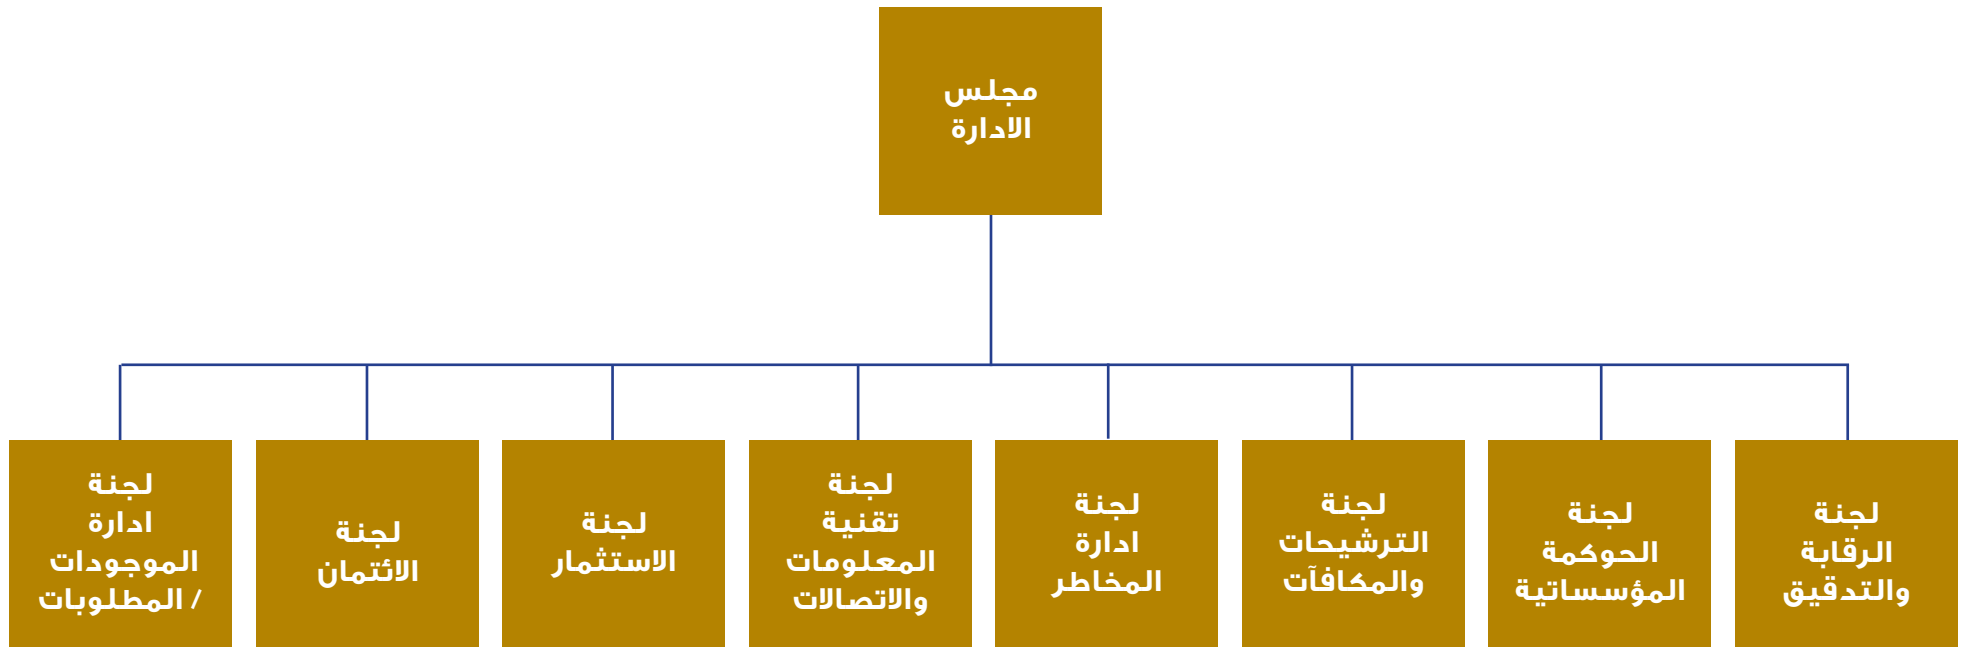 مجلس
الادارة
لجنة
الرقابة
والتدقيق
لجنة
الحوكمة
المؤسساتية
لجنة
الترشيحات
والمكافآت
لجنة
ادارة
المخاطر
لجنة
تقنية
المعلومات
والاتصالات
لجنة
الاستثمار
لجنة
الائتمان
لجنة
ادارة
الموجودات
/ المطلوبات